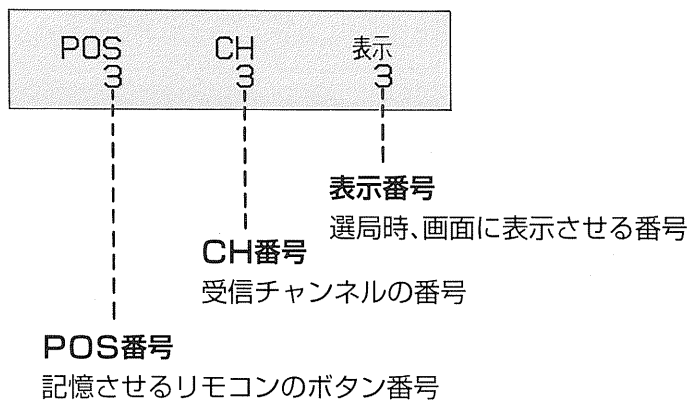 POS CH 表示
3 3 3
表示番号
選局時、画面に表示させる番号
CH番号
受信チャンネルの番号
POS番号
記憶させるリモコンのボタン番号